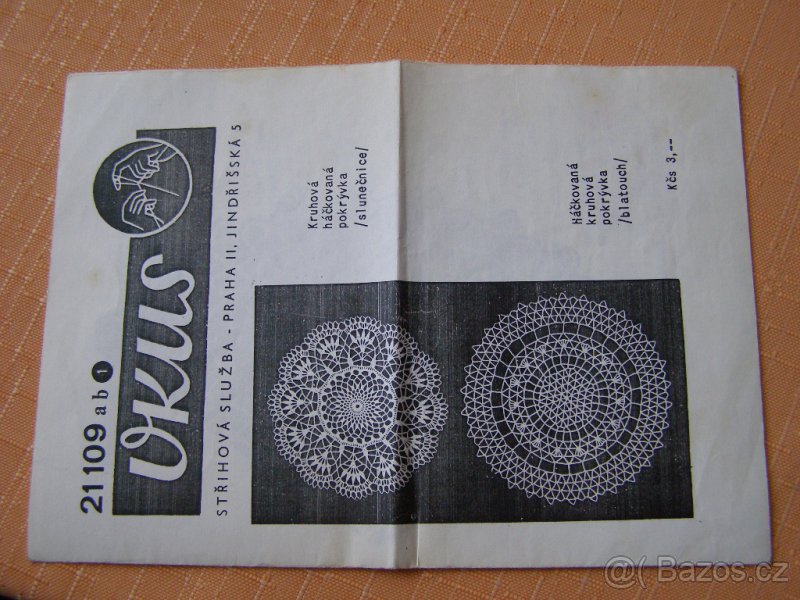 21109 ab 1
vkus
STŘIHOVÁ SLUŽBA - PRAHA II, JINDŘIŠSKÁ 5
Kruhová
háčkovaná
pokrývka
/slunečnice/
Háčkovaná
kruhová
pokrývka
/blatouch/
Kčs 3,--
@( Bazos.cz